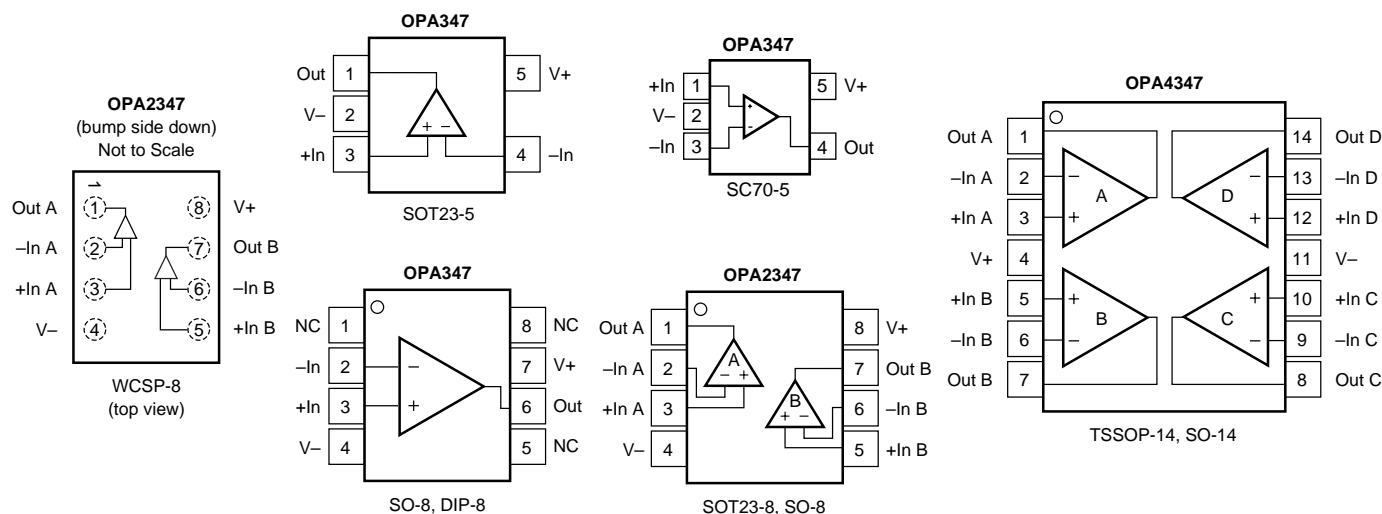 OPA2347
(bump side down)
Not to Scale
Out A 1 8 V+
–In A 2 7 Out B
+In A 3 6 –In B
V– 4 5 +In B
WCSP-8
(top view)
OPA347
Out 1 5 V+
V– 2
+ −
+In 3 4 –In
SOT23-5
OPA347
+In 1 5 V+
+
V– 2
-
–In 3 4 Out
SC70-5
OPA347
NC 1 8 NC
–In 2 − 7 V+
+In 3 + 6 Out
V– 4 5 NC
SO-8, DIP-8
OPA2347
Out A 1 8 V+
A
–In A 2 − + 7 Out B
B
+In A 3 + − 6 –In B
V– 4 5 +In B
SOT23-8, SO-8
OPA4347
Out A 1 14 Out D
–In A 2 − − 13 –In D
A D
+In A 3 + + 12 +In D
V+ 4 11 V–
+In B 5 + + 10 +In C
B C
–In B 6 − − 9 –In C
Out B 7 8 Out C
TSSOP-14, SO-14